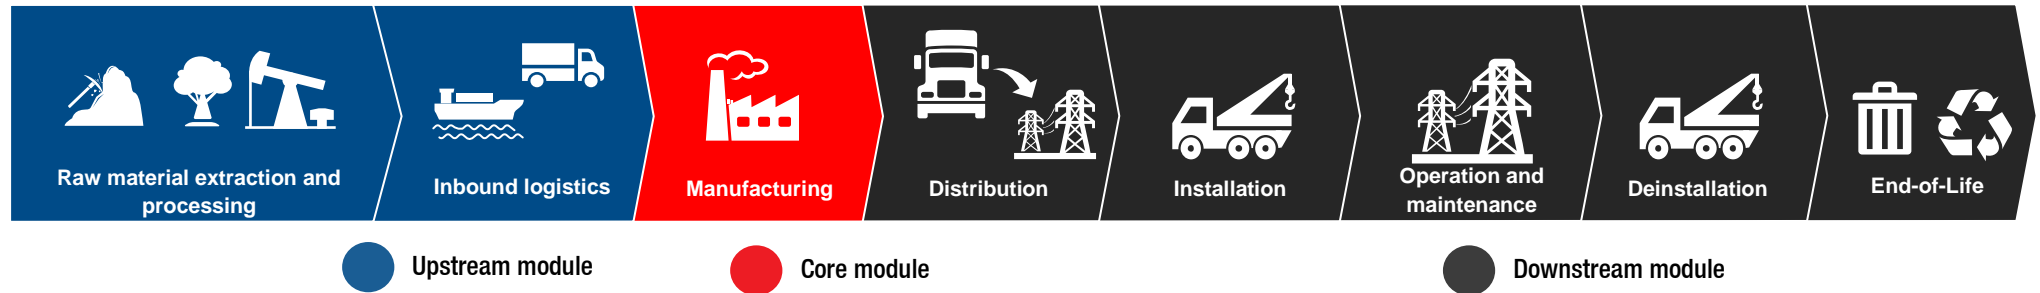 Raw material extraction and
processing
Inbound logistics
Manufacturing
Distribution
Installation
Operation and
maintenance
Deinstallation
End-of-Life
Upstream module
Core module
Downstream module